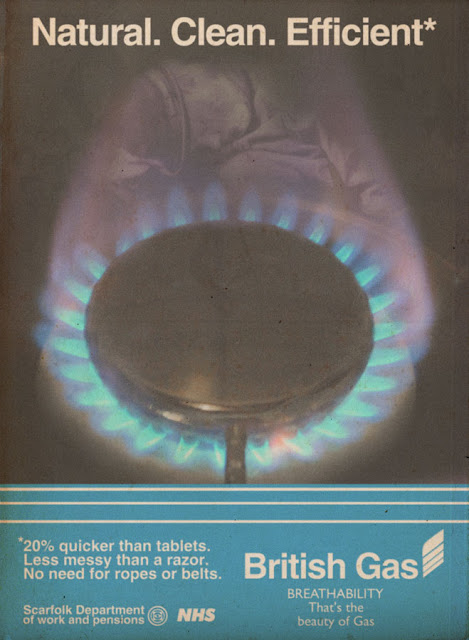 Natural. Clean. Efficient*
*20% quicker than tablets.
Less messy than a razor.
No need for ropes or belts.
Scarfolk Department
of work and pensions
NHS
British Gas
BREATHABILITY
That's the
beauty of Gas